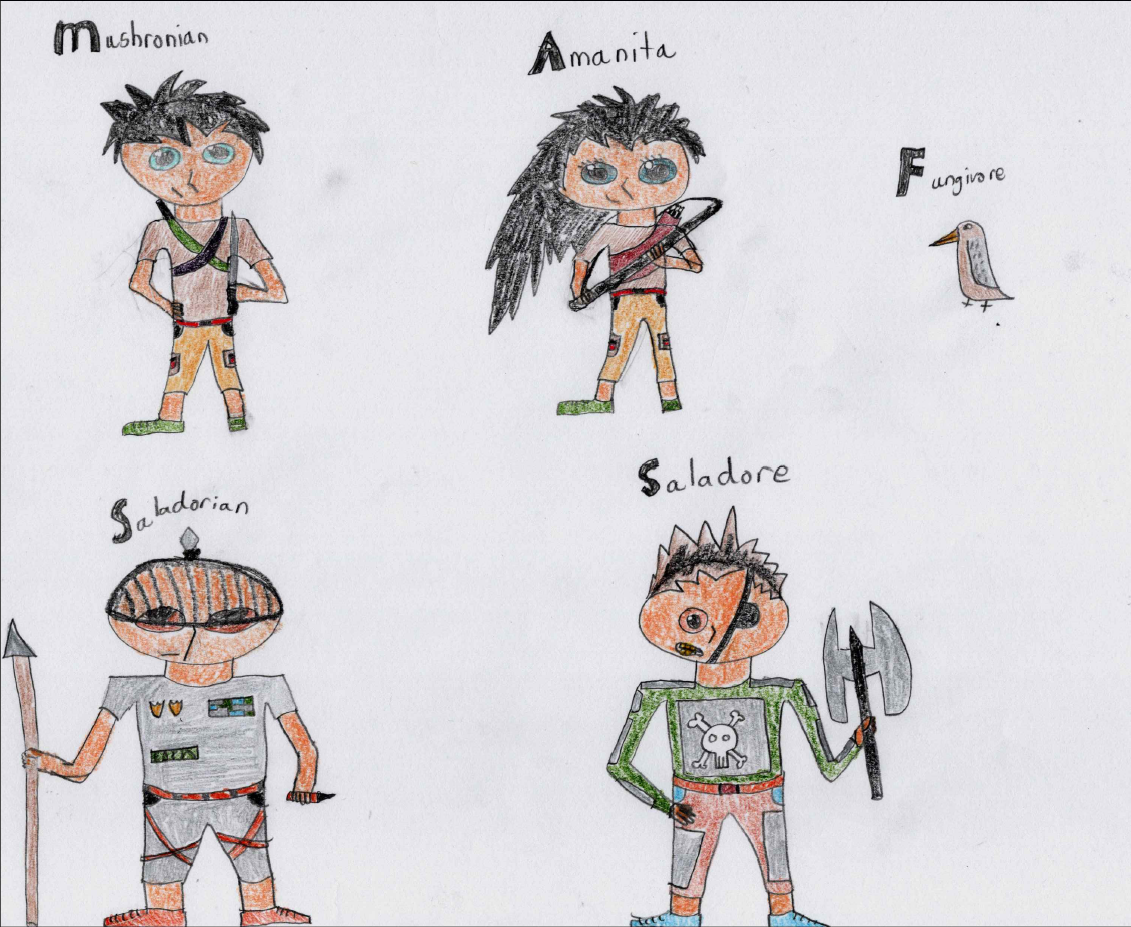 Mushronian
Amanita
Fungivore
Saladorian
Saladore